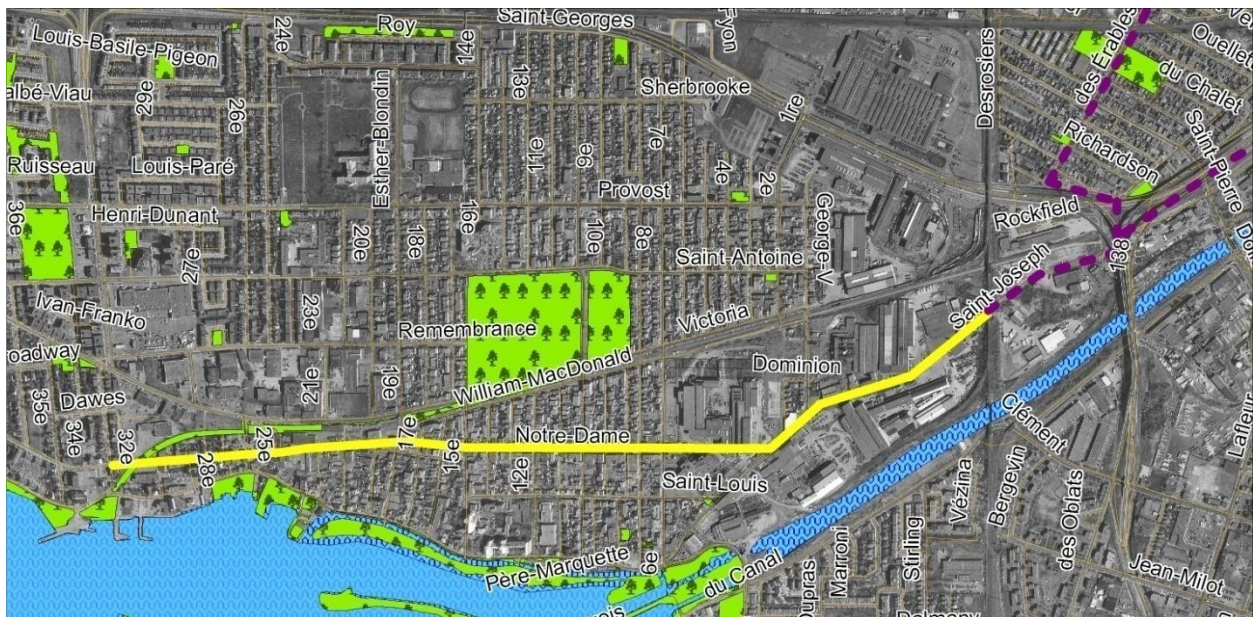 Saint-Georges
Roy
24e
14e
Fyon
Louis-Basile-Pigeon
13e
Sherbrooke
Desrosiers
des Érables
Ouellet
du Chalet
albé-Viau
29e
26e
Esther-Blondin
11e
9e
7e
1re
Richardson
Saint-Pierre
Ruisseau
Louis-Paré
Provost
4e
2e
36e
Henri-Dunant
20e
18e
16e
10e
8e
George-V
Rockfield
27e
Saint-Antoine
138
Saint-Joseph
Ivan-Franko
23e
Remembrance
Victoria
roadway
21e
19e
William-MacDonald
Dominion
35e
Dawes
34e
32e
28e
25e
17e
15e
Notre-Dame
12e
Saint-Louis
Clément
Lafleur
Vézina
Bergevin
des Oblats
Père-Marquette
6e
du Canal
Dupras
Marroni
Stirling
Jean-Milot
ois
Dalmany